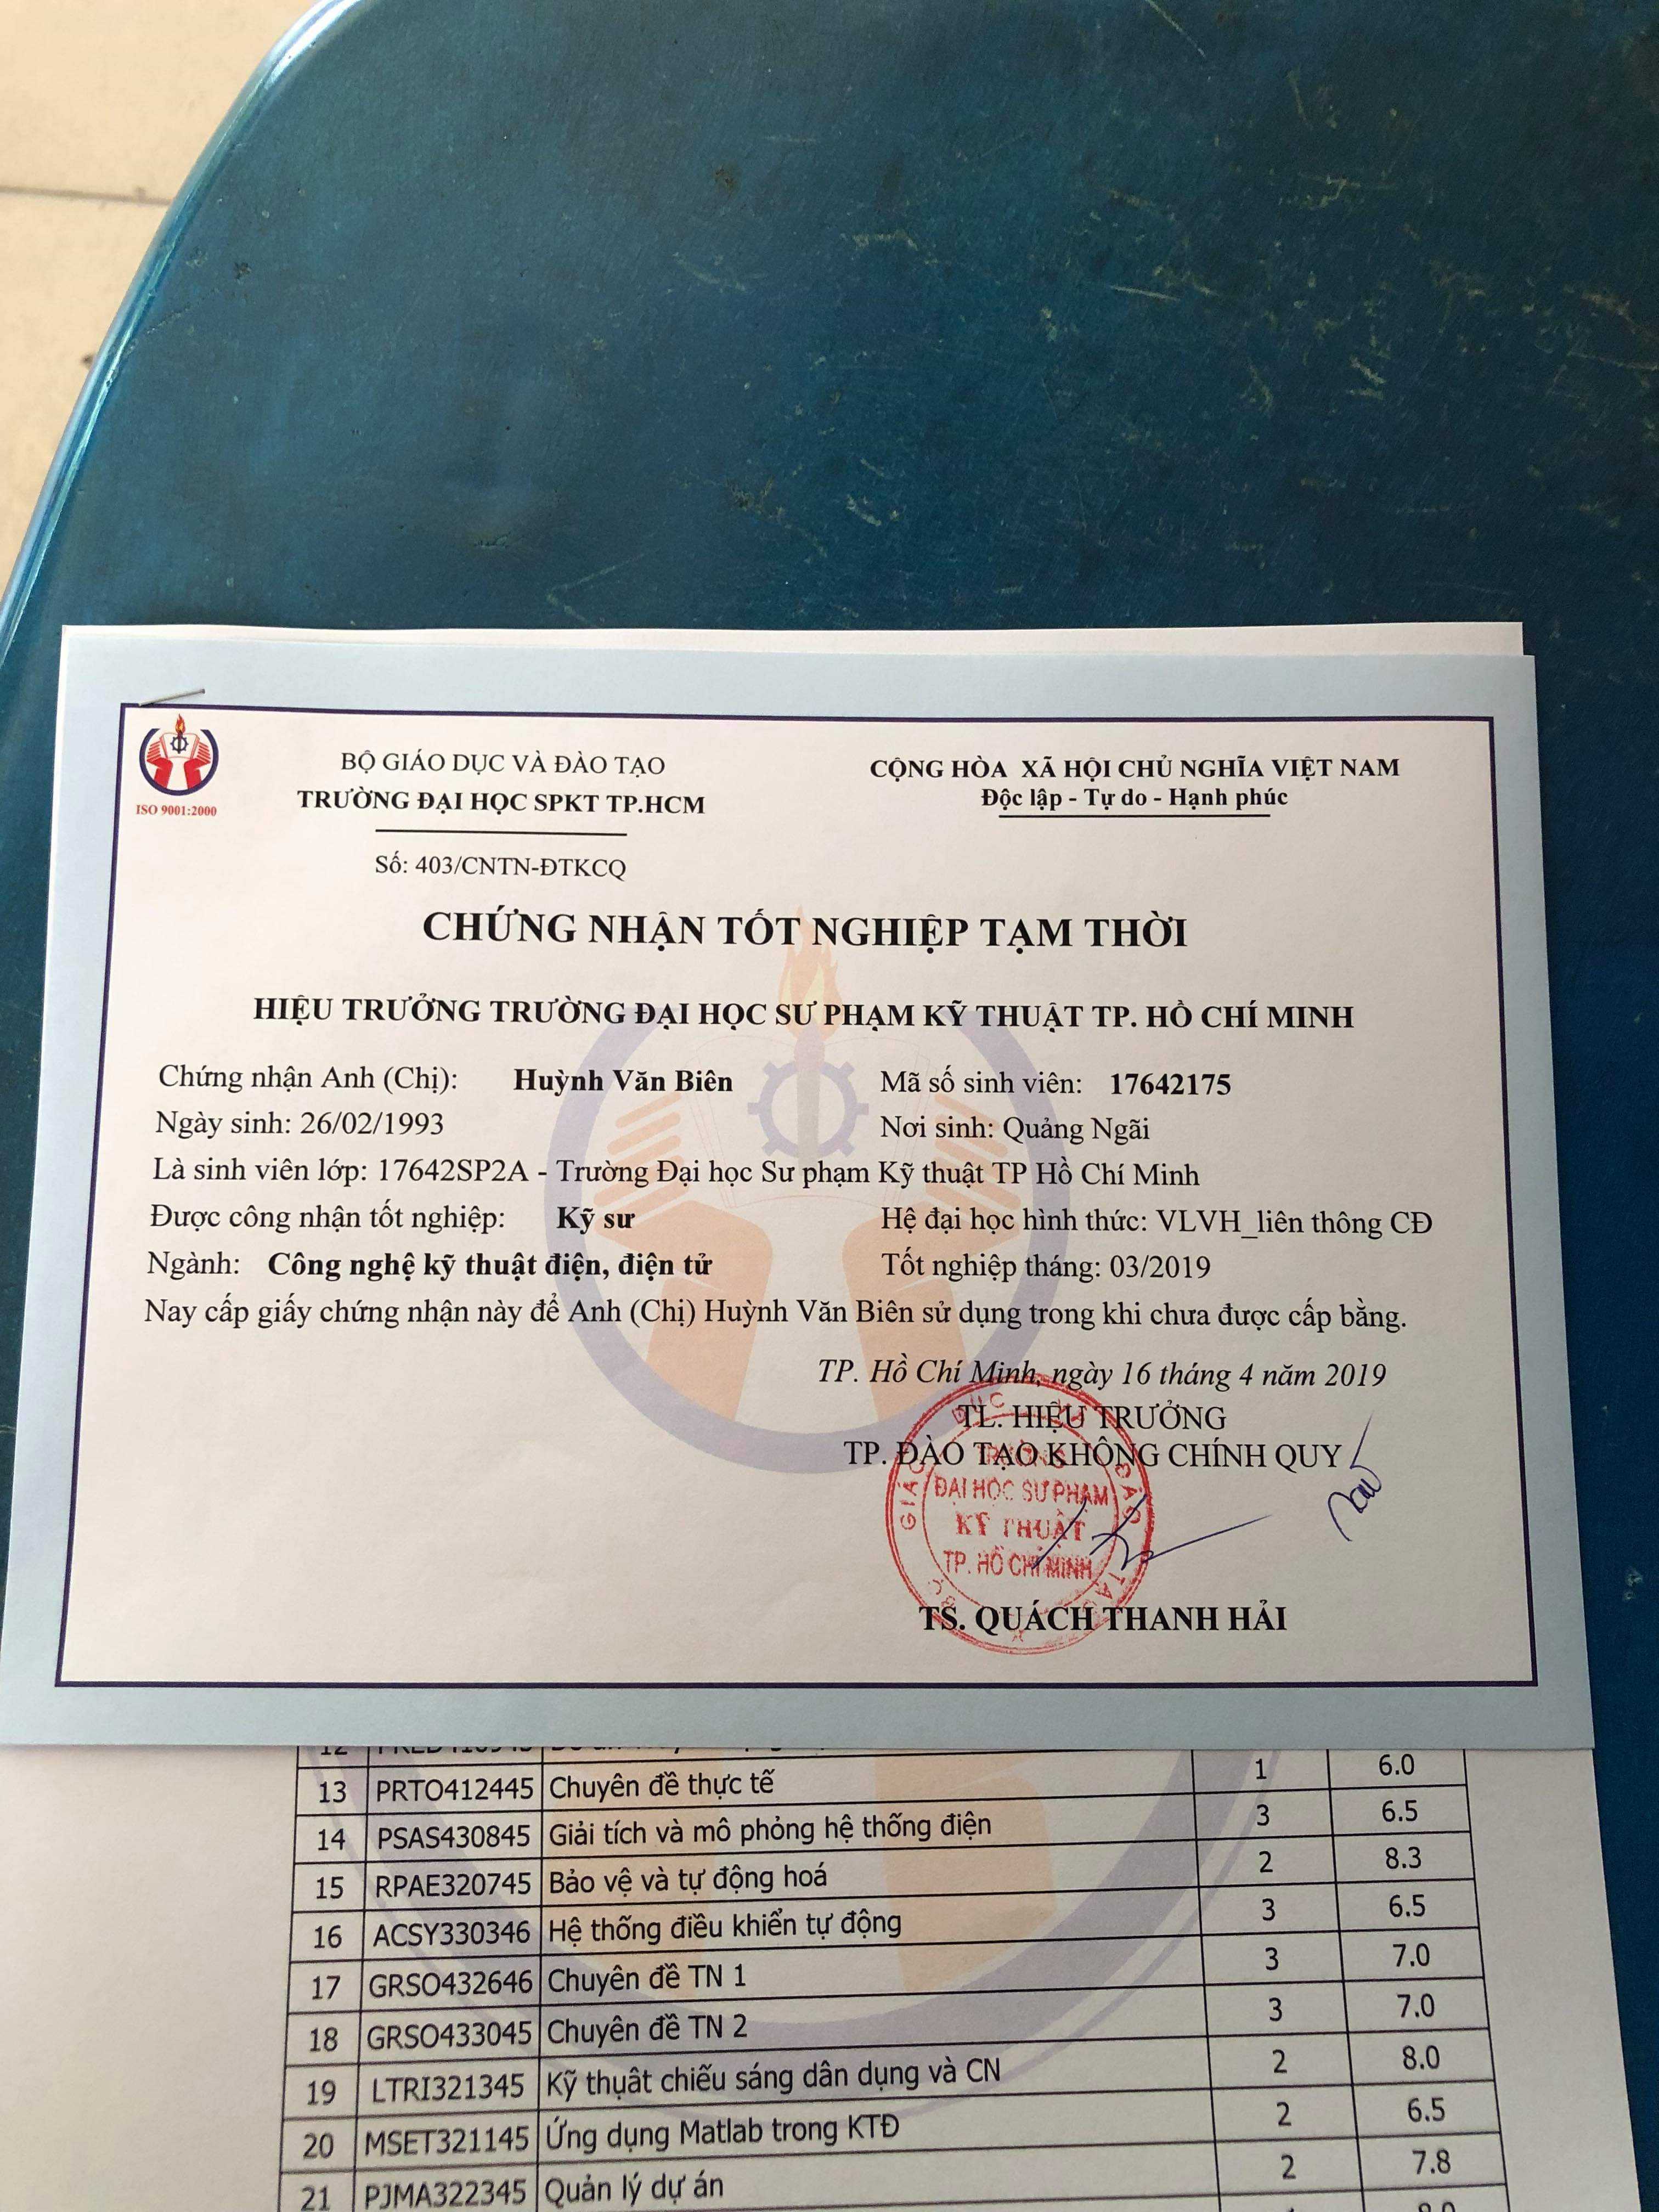 ISO 9001:2000
BỘ GIÁO DỤC VÀ ĐÀO TẠO
TRƯỜNG ĐẠI HỌC SPKT TP.HCM
Số: 403/CNTN-ĐTKCQ
CỘNG HÒA XÃ HỘI CHỦ NGHĨA VIỆT NAM
Độc lập - Tự do - Hạnh phúc
CHỨNG NHẬN TỐT NGHIỆP TẠM THỜI
HIỆU TRƯỞNG TRƯỜNG ĐẠI HỌC SƯ PHẠM KỸ THUẬT TP. HỒ CHÍ MINH
Chứng nhận Anh (Chị): Huỳnh Văn Biên Mã số sinh viên: 17642175
Ngày sinh: 26/02/1993 Nơi sinh: Quảng Ngãi
Là sinh viên lớp: 17642SP2A - Trường Đại học Sư phạm Kỹ thuật TP Hồ Chí Minh
Được công nhận tốt nghiệp: Kỹ sư Hệ đại học hình thức: VLVH_liên thông CĐ
Ngành: Công nghệ kỹ thuật điện, điện tử Tốt nghiệp tháng: 03/2019
Nay cấp giấy chứng nhận này để Anh (Chị) Huỳnh Văn Biên sử dụng trong khi chưa được cấp bằng.
TP. Hồ Chí Minh, ngày 16 tháng 4 năm 2019
TL. HIỆU TRƯỞNG
TP. ĐÀO TẠO KHÔNG CHÍNH QUY
TRƯỜNG
ĐẠI HỌC SƯ PHẠM
KỸ THUẬT
TP. HỒ CHÍ MINH
TS. QUÁCH THANH HẢI
12
13 PRTO412445 Chuyên đề thực tế 1 6.0
14 PSAS430845 Giải tích và mô phỏng hệ thống điện 3 6.5
15 RPAE320745 Bảo vệ và tự động hoá 2 8.3
16 ACSY330346 Hệ thống điều khiển tự động 3 6.5
17 GRSO432646 Chuyên đề TN 1 3 7.0
18 GRSO433045 Chuyên đề TN 2 3 7.0
19 LTRI321345 Kỹ thụât chiếu sáng dân dụng và CN 2 8.0
20 MSET321145 Ứng dụng Matlab trong KTĐ 2 6.5
21 PJMA322345 Quản lý dự án 2 7.8